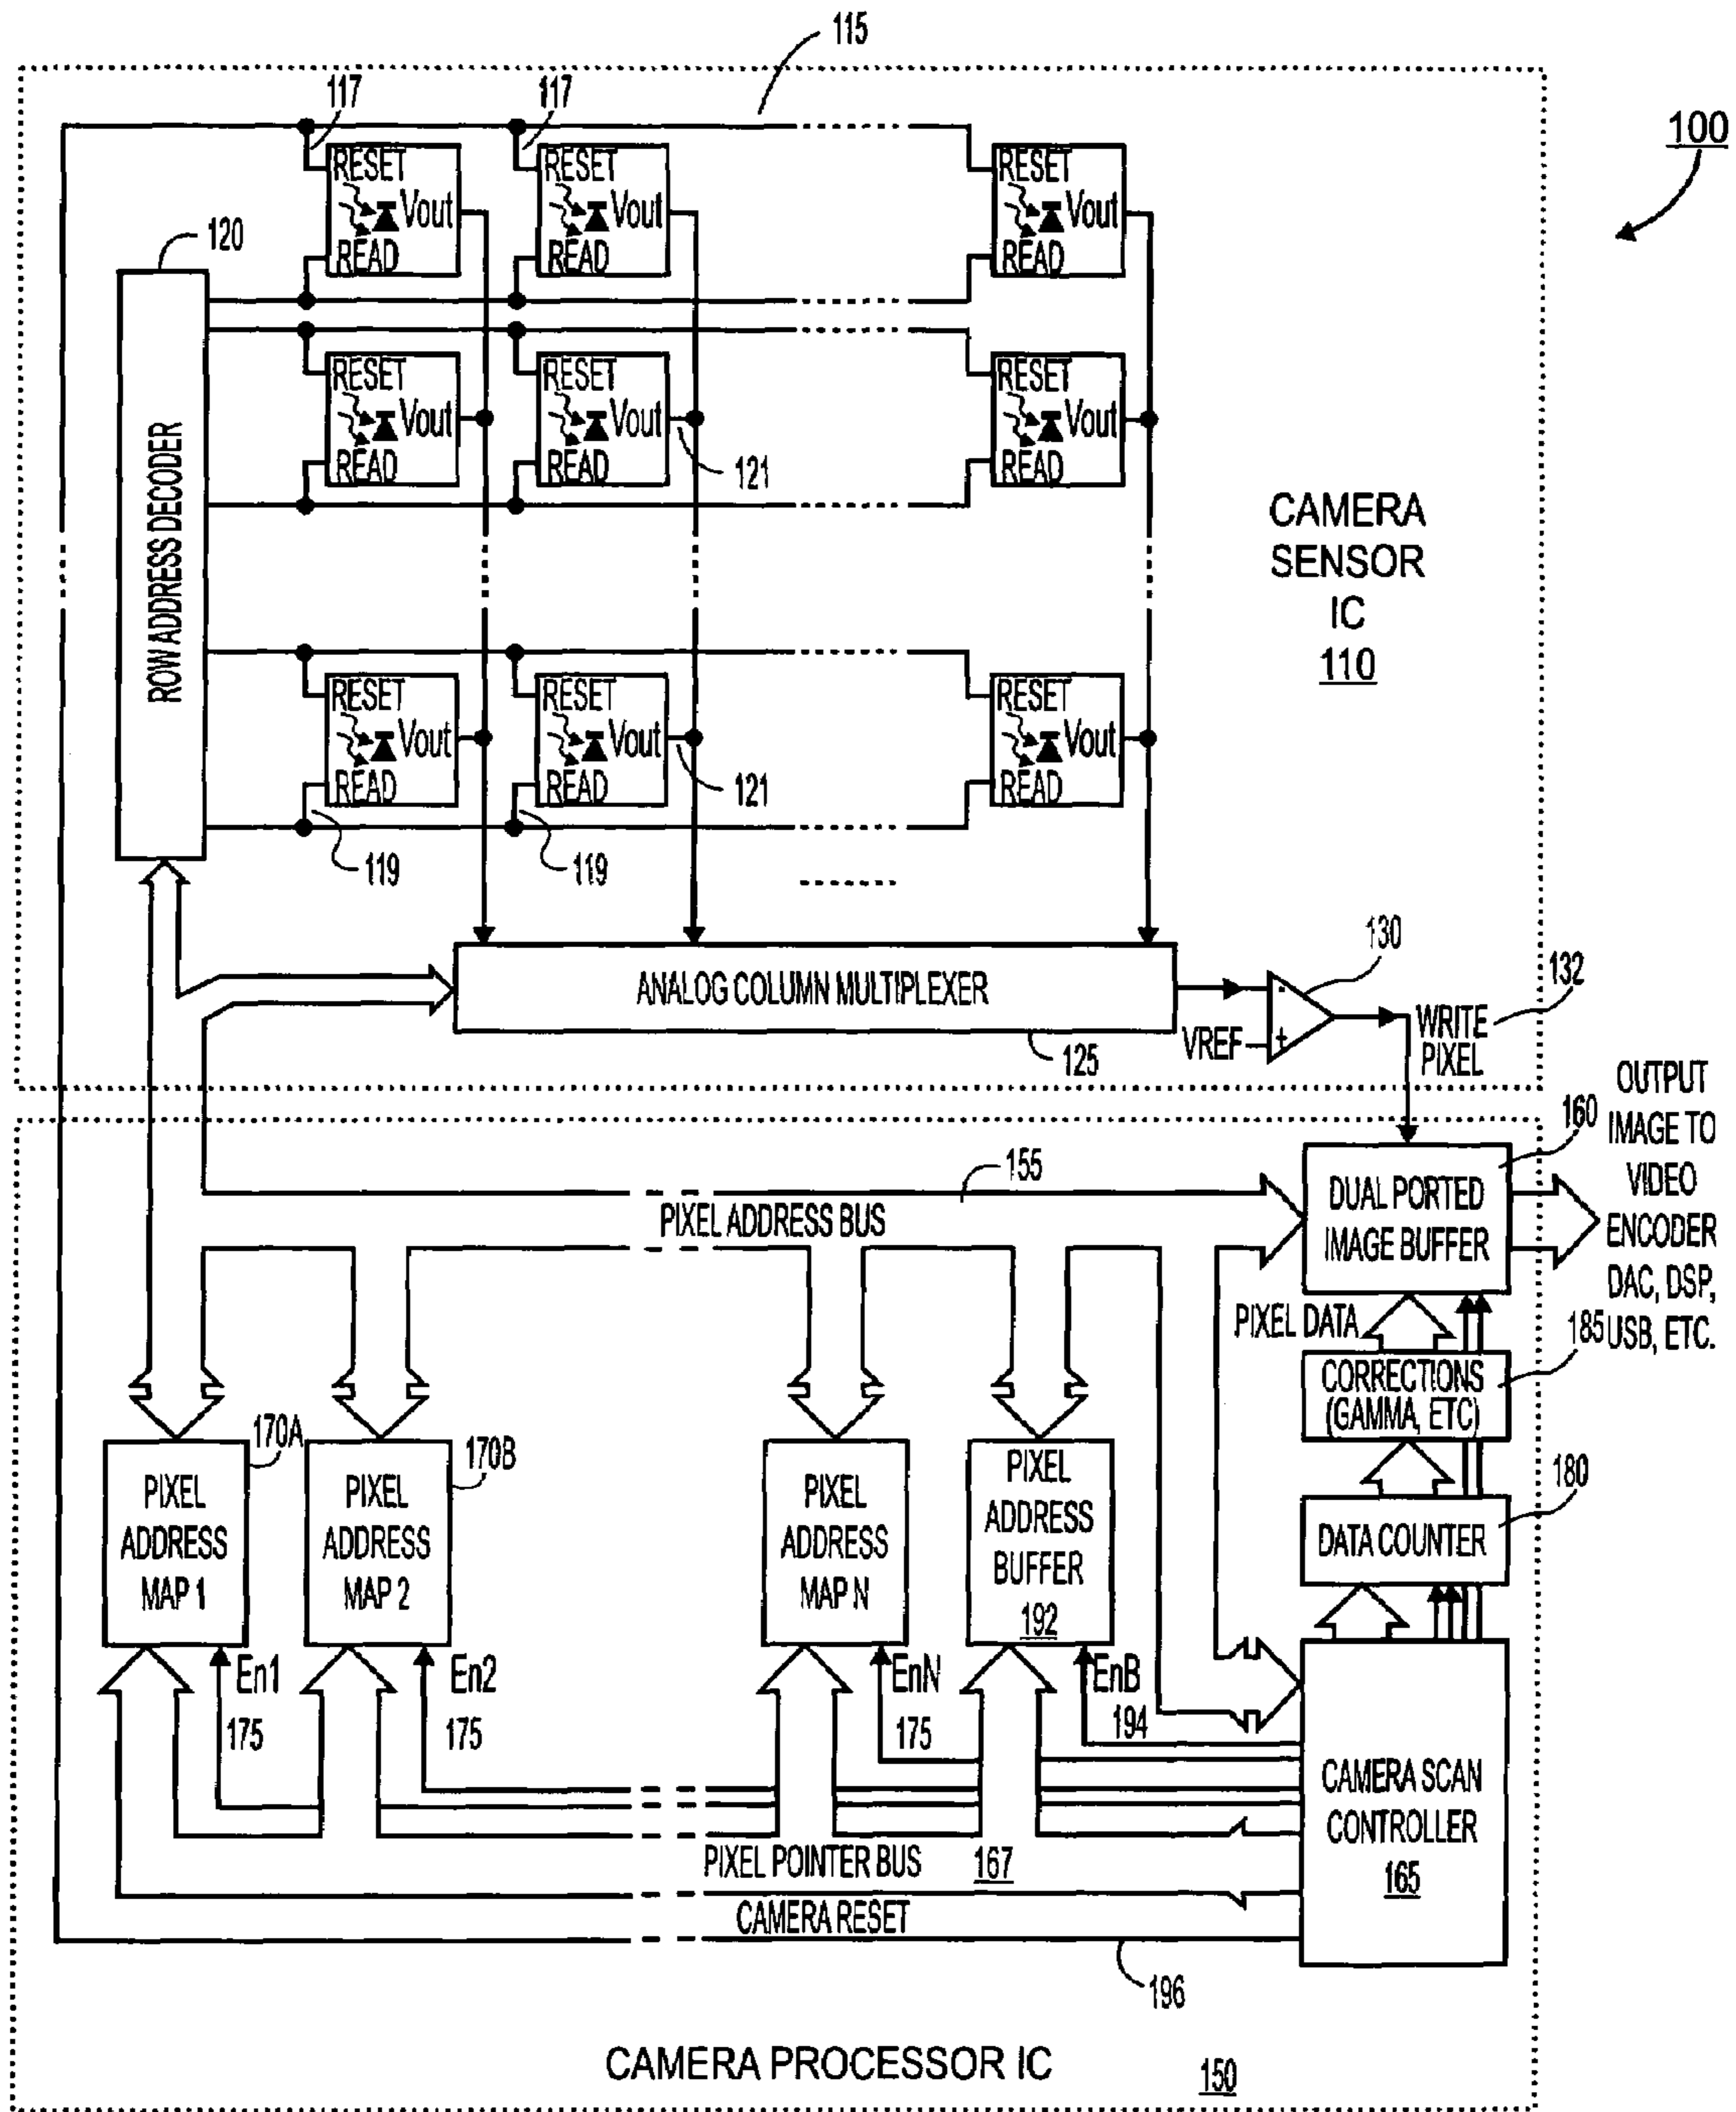 115
117
117
100
RESET
Vout
READ
RESET
Vout
READ
RESET
Vout
READ
120
ROW ADDRESS DECODER
RESET
Vout
READ
RESET
Vout
READ
121
RESET
Vout
READ
CAMERA
SENSOR
IC
110
RESET
Vout
READ
119
RESET
Vout
READ
121
119
RESET
Vout
READ
ANALOG COLUMN MULTIPLEXER
125
VREF
-
+
130
132
WRITE
PIXEL
OUTPUT
IMAGE TO
VIDEO
ENCODER
DAC, DSP,
USB, ETC.
160
155
PIXEL ADDRESS BUS
DUAL PORTED
IMAGE BUFFER
PIXEL DATA
185
CORRECTIONS
(GAMMA, ETC)
180
DATA COUNTER
170A
PIXEL
ADDRESS
MAP 1
170B
PIXEL
ADDRESS
MAP 2
PIXEL
ADDRESS
MAP N
PIXEL
ADDRESS
BUFFER
192
En1
175
En2
175
EnN
175
EnB
194
CAMERA SCAN
CONTROLLER
165
PIXEL POINTER BUS 167
CAMERA RESET
196
CAMERA PROCESSOR IC 150